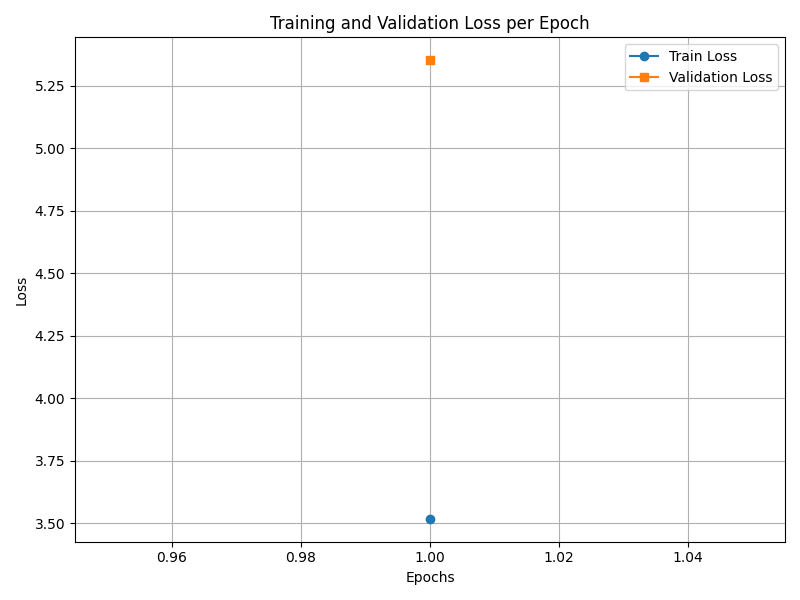 Training and Validation Loss per Epoch
Train Loss
Validation Loss
5.25
5.00
4.75
4.50
4.25
4.00
3.75
3.50
Loss
0.96
0.98
1.00
1.02
1.04
Epochs